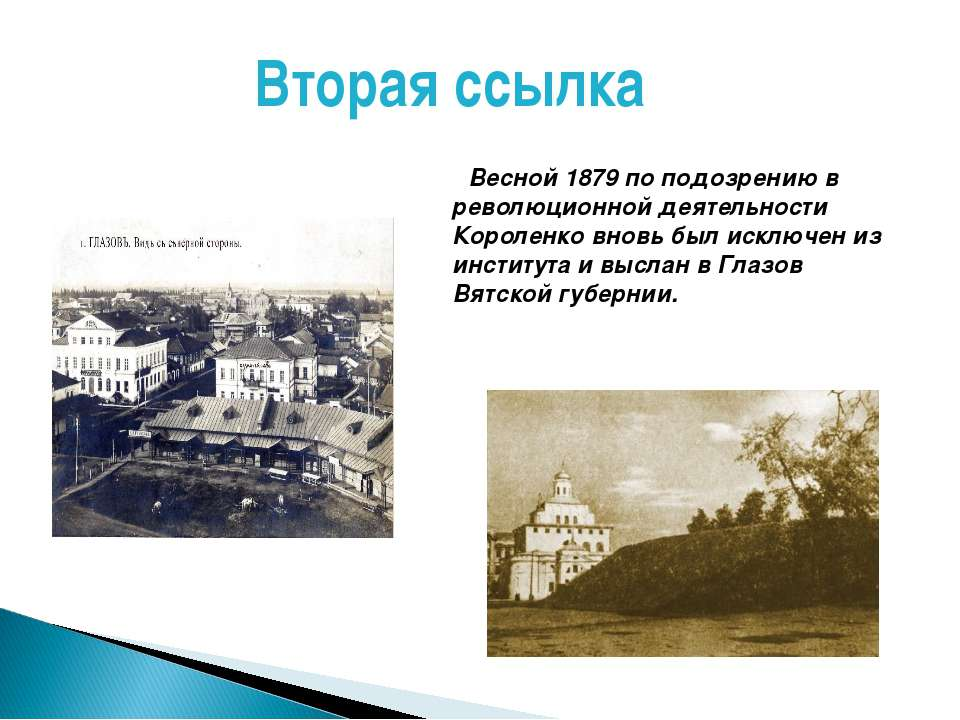 Вторая ссылка
Весной 1879 по подозрению в
революционной деятельности
Короленко вновь был исключен из
института и выслан в Глазов
Вятской губернии.
г. ГЛАЗОВЪ. Видъ съ сѣверной стороны.